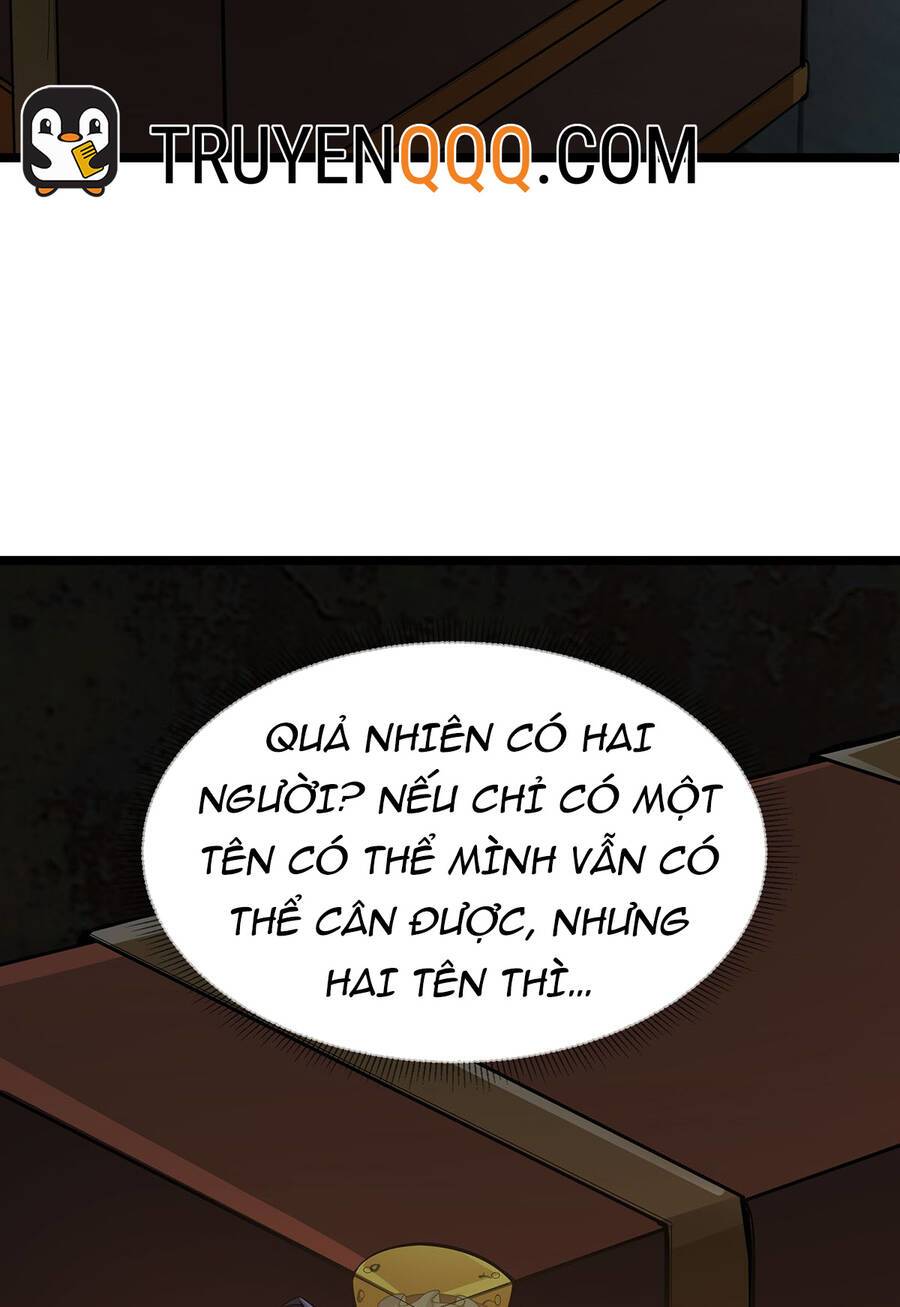 TRUYENQQQ.COM
QUẢ NHIÊN CÓ HAI
NGƯỜI? NẾU CHỈ CÓ MỘT
TÊN CÓ THỂ MÌNH VẪN CÓ
THỂ CÂN ĐƯỢC, NHƯNG
HAI TÊN THÌ...